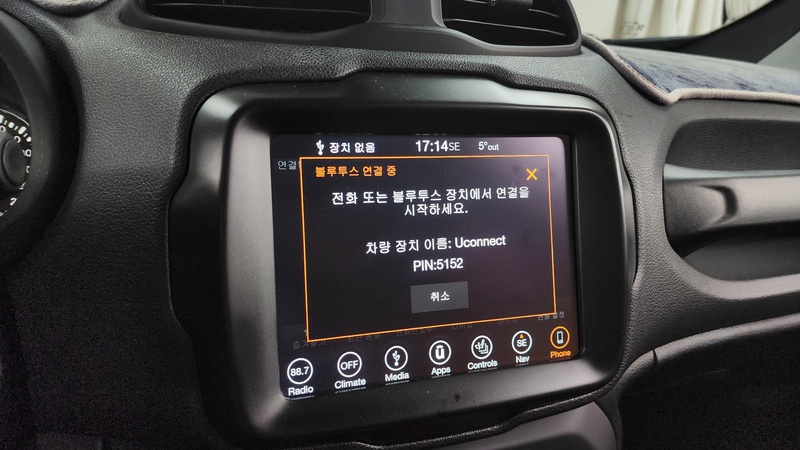 장치 없음
17:14SE
5°out
블루투스 연결 중
전화 또는 블루투스 장치에서 연결을
시작하세요.
차량 장치 이름: Uconnect
PIN:5152
취소
88.7
OFF
SE
Radio
Climate
Media
Apps
Controls
Nav
Phone